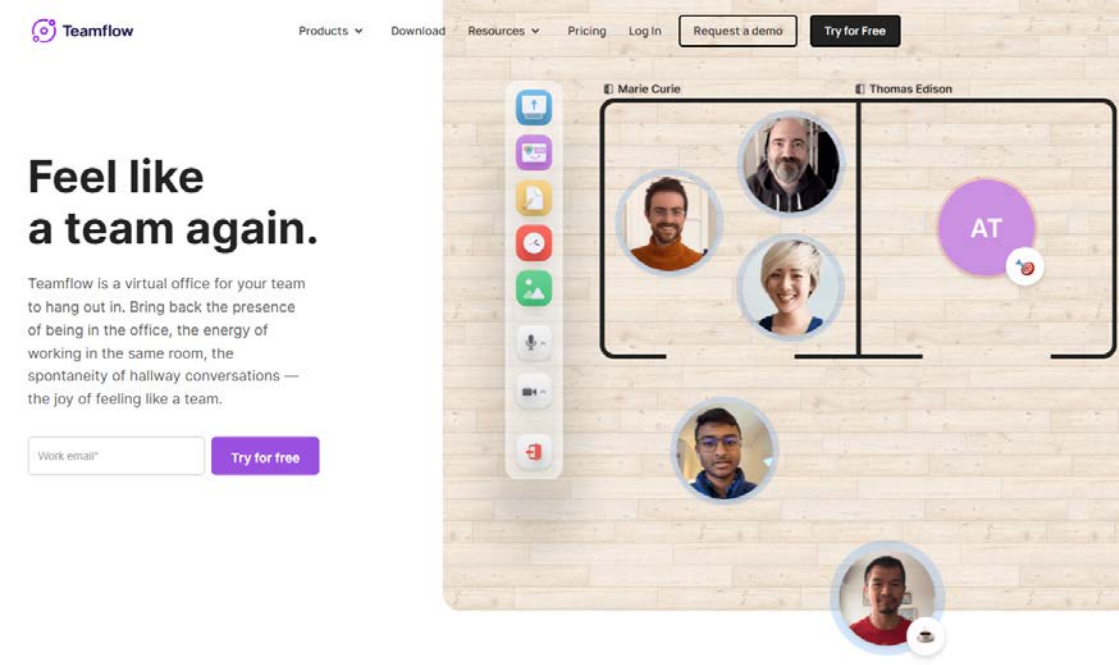 Teamflow
Products
Download
Resources
Pricing
Log In
Request a demo
Try for Free
Marie Curie
Thomas Edison
Feel like
a team again.
AT
Teamflow is a virtual office for your team
to hang out in. Bring back the presence
of being in the office, the energy of
working in the same room, the
spontaneity of hallway conversations —
the joy of feeling like a team.
Work email*
Try for free